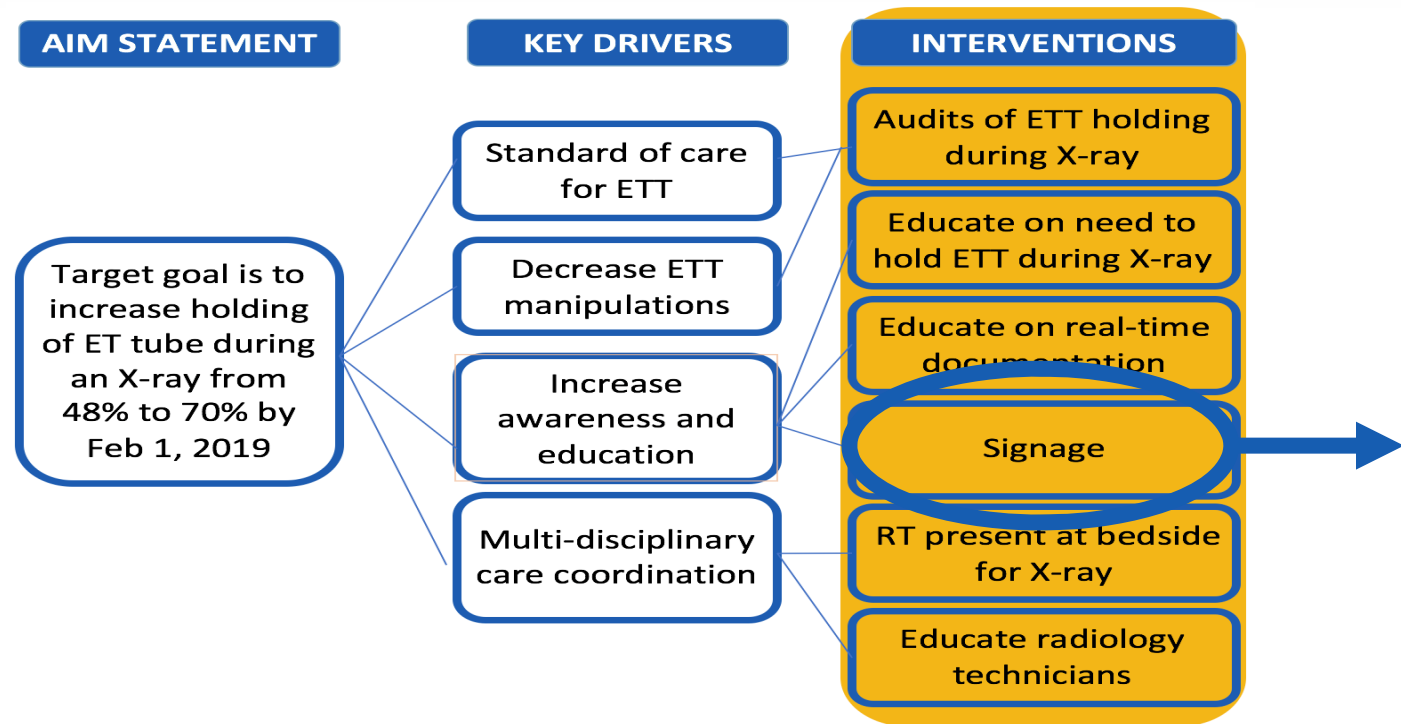 AIM STATEMENT
KEY DRIVERS
INTERVENTIONS
Target goal is to
increase holding
of ET tube during
an X-ray from
48% to 70% by
Feb 1, 2019
Standard of care
for ETT
Decrease ETT
manipulations
Increase
awareness and
education
Multi-disciplinary
care coordination
Audits of ETT holding
during X-ray
Educate on need to
hold ETT during X-ray
Educate on real-time
documentation
Signage
RT present at bedside
for X-ray
Educate radiology
technicians